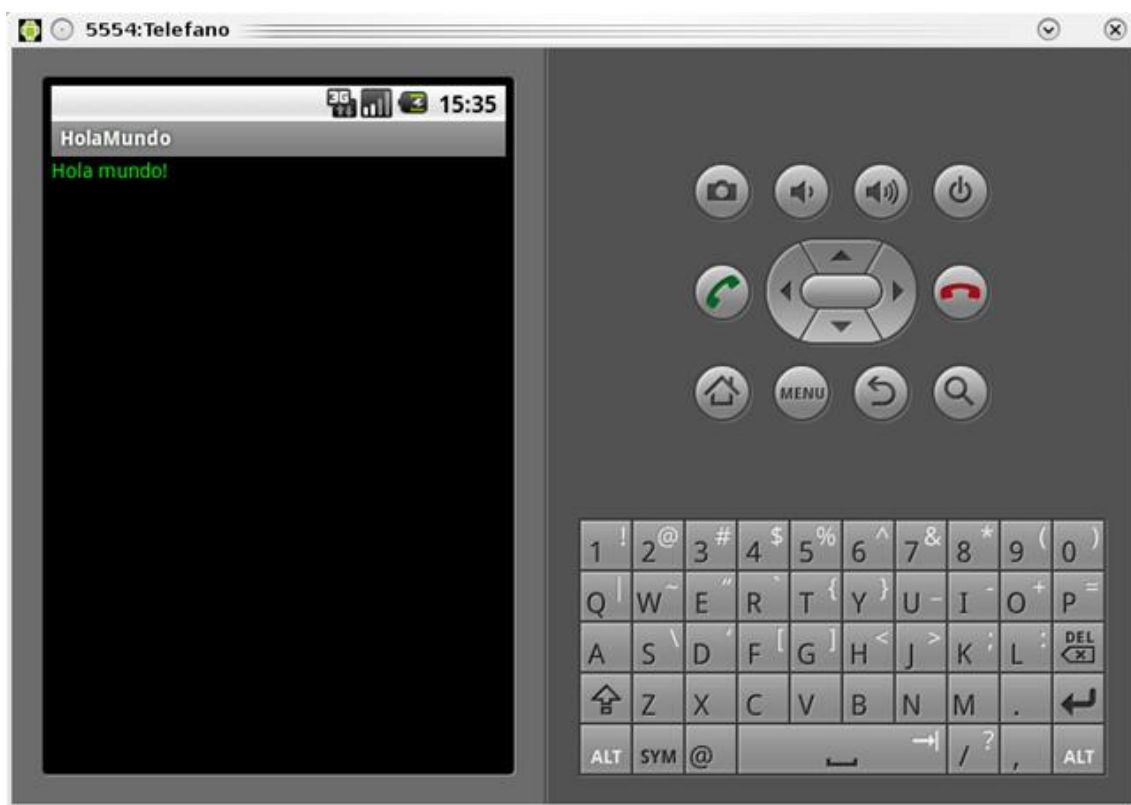 5554:Telefano
3G 15:35
HolaMundo
Hola mundo!
MENU
1 ! 2 @ 3 # 4 $ 5 % 6 ^ 7 & 8 * 9 ( 0 )
Q | W ~ E " R ` T { Y } U _ I - O + P =
A S \ D ' F [ G ] H < J > K ; L : DEL
Z X C V B N M .
ALT SYM @ / ? , ALT